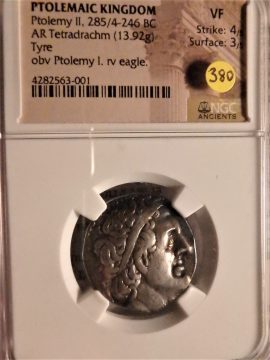 PTOLEMAIC KINGDOM
Ptolemy II, 285/4-246 BC
AR Tetradrachm (13.92g)
Tyre
obv Ptolemy I. rv eagle.
4282563-001
VF
Strike: 4/5
Surface: 3/5
380
NGC
ANCIENTS